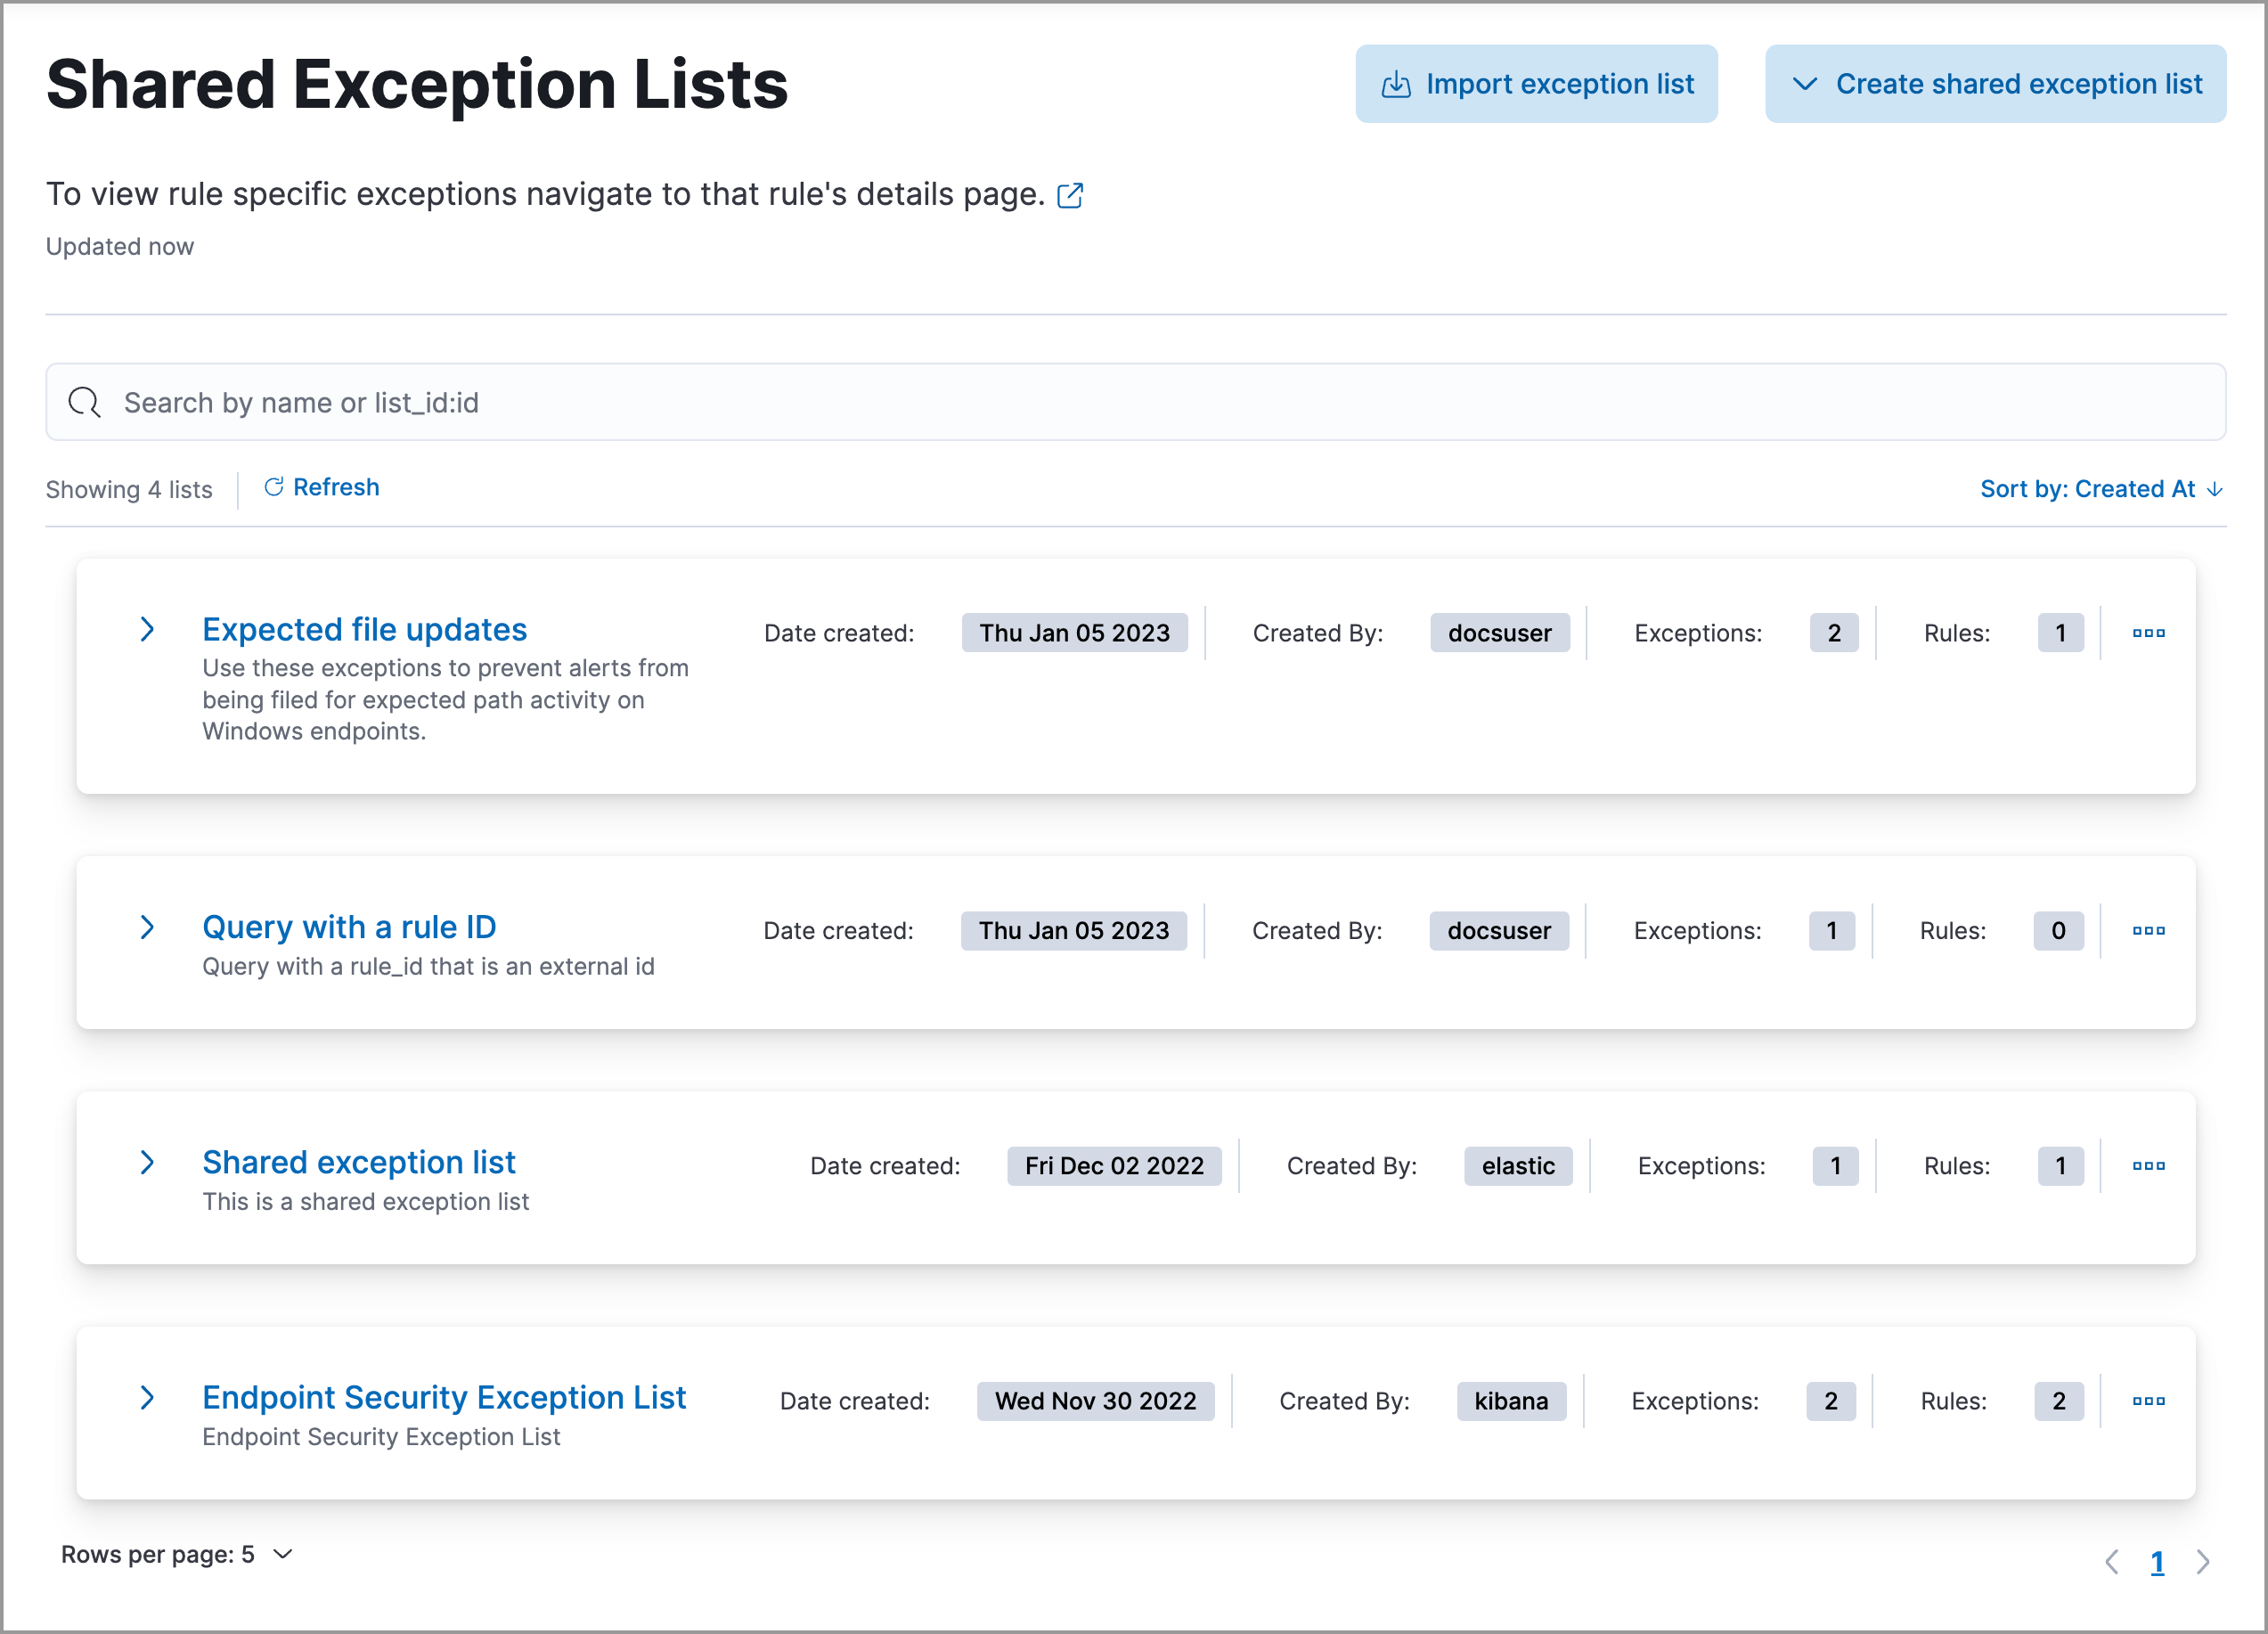 Shared Exception Lists
Import exception list
Create shared exception list
To view rule specific exceptions navigate to that rule's details page.
Updated now
Search by name or list_id:id
Showing 4 lists Refresh Sort by: Created At
Expected file updates Date created: Thu Jan 05 2023 Created By: docsuser Exceptions: 2 Rules: 1
Use these exceptions to prevent alerts from
being filed for expected path activity on
Windows endpoints.
Query with a rule ID Date created: Thu Jan 05 2023 Created By: docsuser Exceptions: 1 Rules: 0
Query with a rule_id that is an external id
Shared exception list Date created: Fri Dec 02 2022 Created By: elastic Exceptions: 1 Rules: 1
This is a shared exception list
Endpoint Security Exception List Date created: Wed Nov 30 2022 Created By: kibana Exceptions: 2 Rules: 2
Endpoint Security Exception List
Rows per page: 5
1